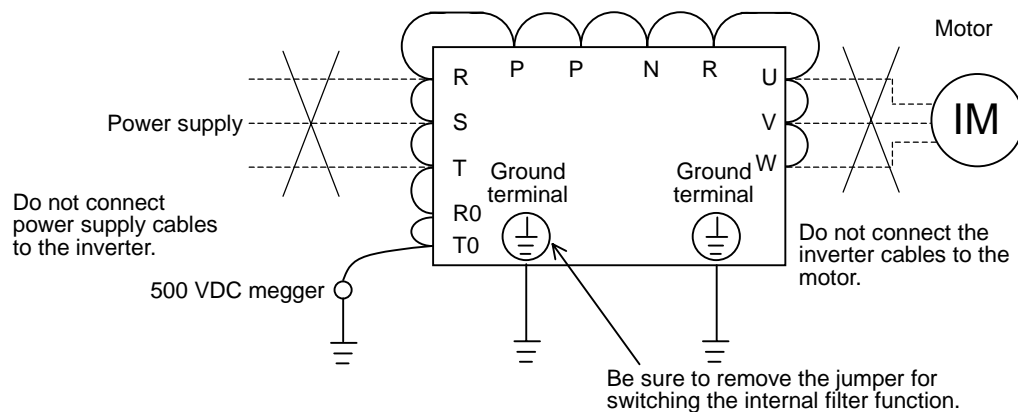 Motor
R
P
P
N
R
U
Power supply
S
V
IM
T
W
Ground
terminal
Ground
terminal
Do not connect
power supply cables
to the inverter.
R0
T0
Do not connect the
inverter cables to the
motor.
500 VDC megger
Be sure to remove the jumper for
switching the internal filter function.